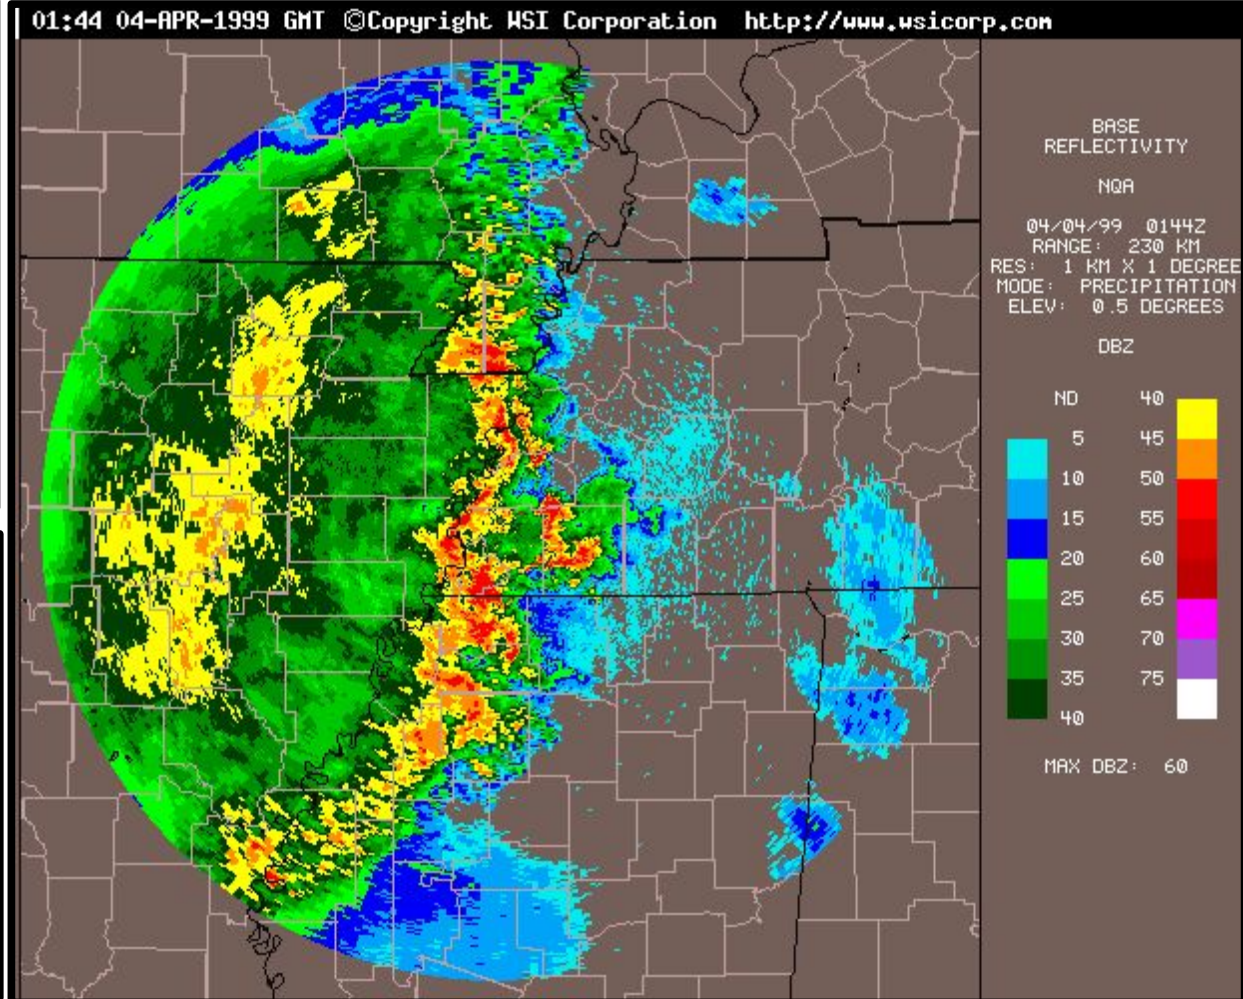 01:44 04-APR-1999 GMT ©Copyright WSI Corporation http://www.wsicorp.com
BASE
REFLECTIVITY
NQA
04/04/99 0144Z
RANGE: 230 KM
RES: 1 KM X 1 DEGREE
MODE: PRECIPITATION
ELEV: 0.5 DEGREES
DBZ
ND 40
5 45
10 50
15 55
20 60
25 65
30 70
35 75
40
MAX DBZ: 60